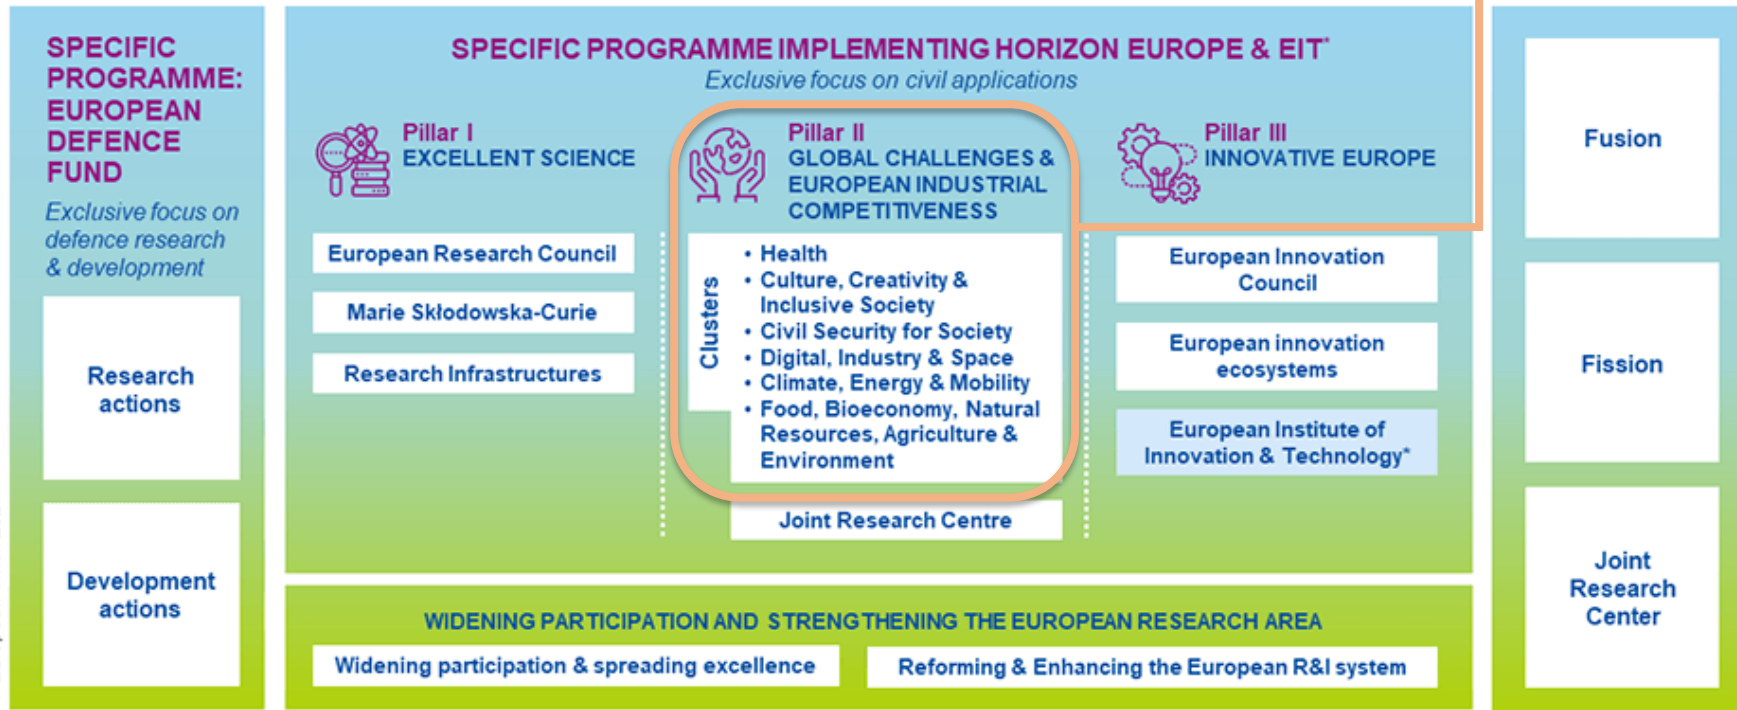 SPECIFIC
PROGRAMME:
EUROPEAN
DEFENCE
FUND
Exclusive focus on
defence research
& development
Research
actions
Development
actions
SPECIFIC PROGRAMME IMPLEMENTING HORIZON EUROPE & EIT*
Exclusive focus on civil applications
Pillar I
EXCELLENT SCIENCE
European Research Council
Marie Skłodowska-Curie
Research Infrastructures
Pillar II
GLOBAL CHALLENGES &
EUROPEAN INDUSTRIAL
COMPETITIVENESS
Clusters
• Health
• Culture, Creativity &
Inclusive Society
• Civil Security for Society
• Digital, Industry & Space
• Climate, Energy & Mobility
• Food, Bioeconomy, Natural
Resources, Agriculture &
Environment
Joint Research Centre
Pillar III
INNOVATIVE EUROPE
European Innovation
Council
European innovation
ecosystems
European Institute of
Innovation & Technology*
WIDENING PARTICIPATION AND STRENGTHENING THE EUROPEAN RESEARCH AREA
Widening participation & spreading excellence
Reforming & Enhancing the European R&I system
Fusion
Fission
Joint
Research
Center